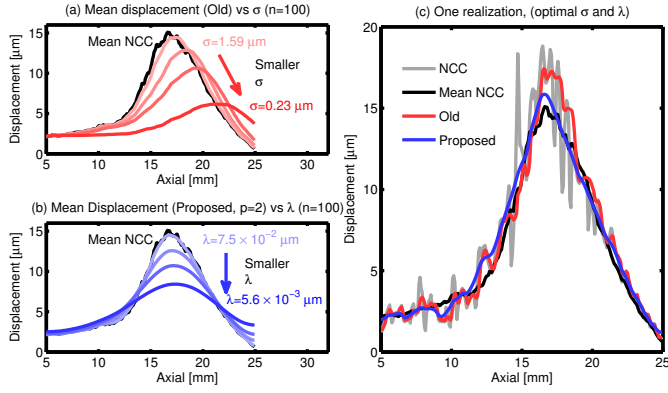 (a) Mean displacement (Old) vs σ (n=100)
15
10
5
0
Displacement [µm]
Mean NCC
σ=1.59 µm
Smaller
σ
σ=0.23 µm
5 10 15 20 25 30
Axial [mm]
(b) Mean Displacement (Proposed, p=2) vs λ (n=100)
15
10
5
0
Displacement [µm]
Mean NCC
λ=7.5 × 10⁻² µm
Smaller
λ
λ=5.6 × 10⁻³ µm
5 10 15 20 25 30
Axial [mm]
(c) One realization, (optimal σ and λ)
20
15
10
5
0
Displacement [µm]
NCC
Mean NCC
Old
Proposed
5 10 15 20 25
Axial [mm]